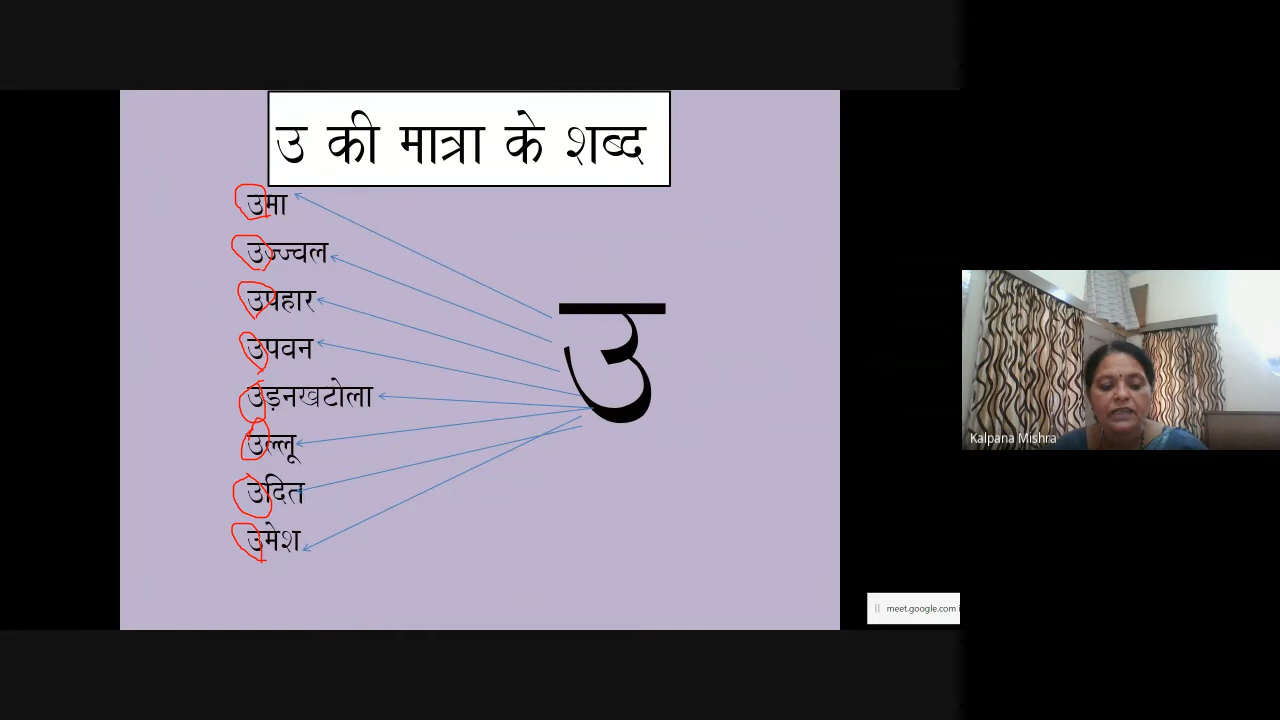 उ की मात्रा के शब्द
उमा
उज्ज्वल
उपहार
उपवन
उड़नखटोला
उल्लू
उदित
उमेश
उ
Kalpana Mishra
meet.google.com